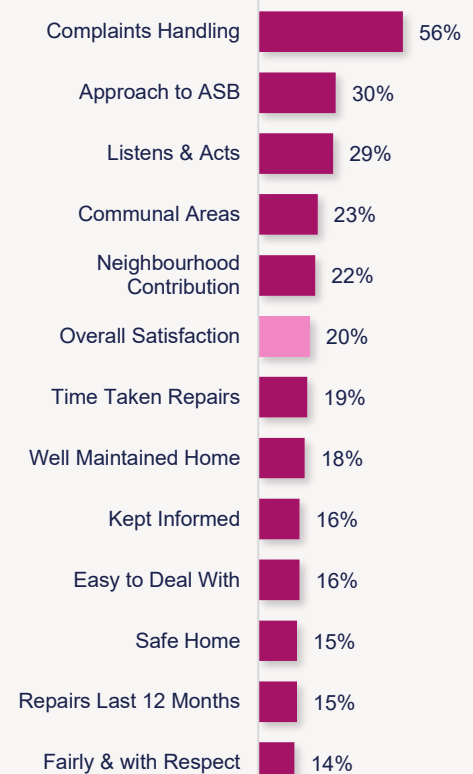 Complaints Handling 56%
Approach to ASB 30%
Listens & Acts 29%
Communal Areas 23%
Neighbourhood
Contribution 22%
Overall Satisfaction 20%
Time Taken Repairs 19%
Well Maintained Home 18%
Kept Informed 16%
Easy to Deal With 16%
Safe Home 15%
Repairs Last 12 Months 15%
Fairly & with Respect 14%